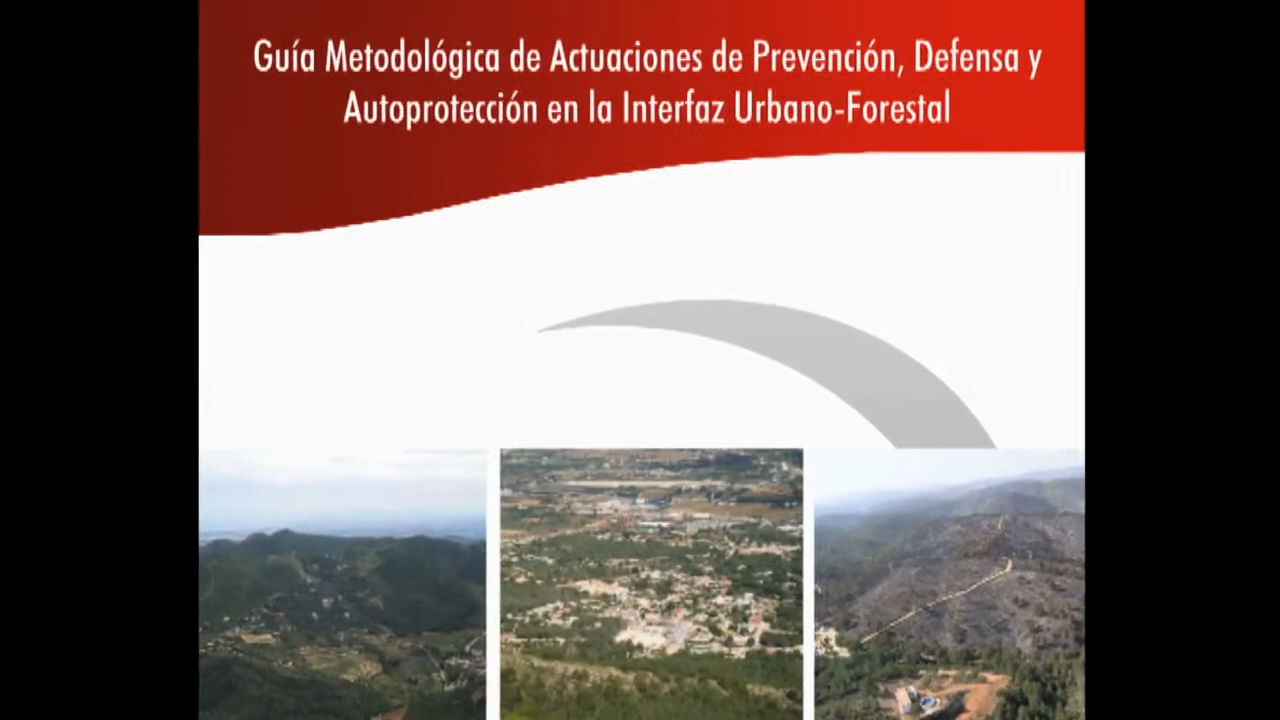 Guía Metodológica de Actuaciones de Prevención, Defensa y
Autoprotección en la Interfaz Urbano-Forestal